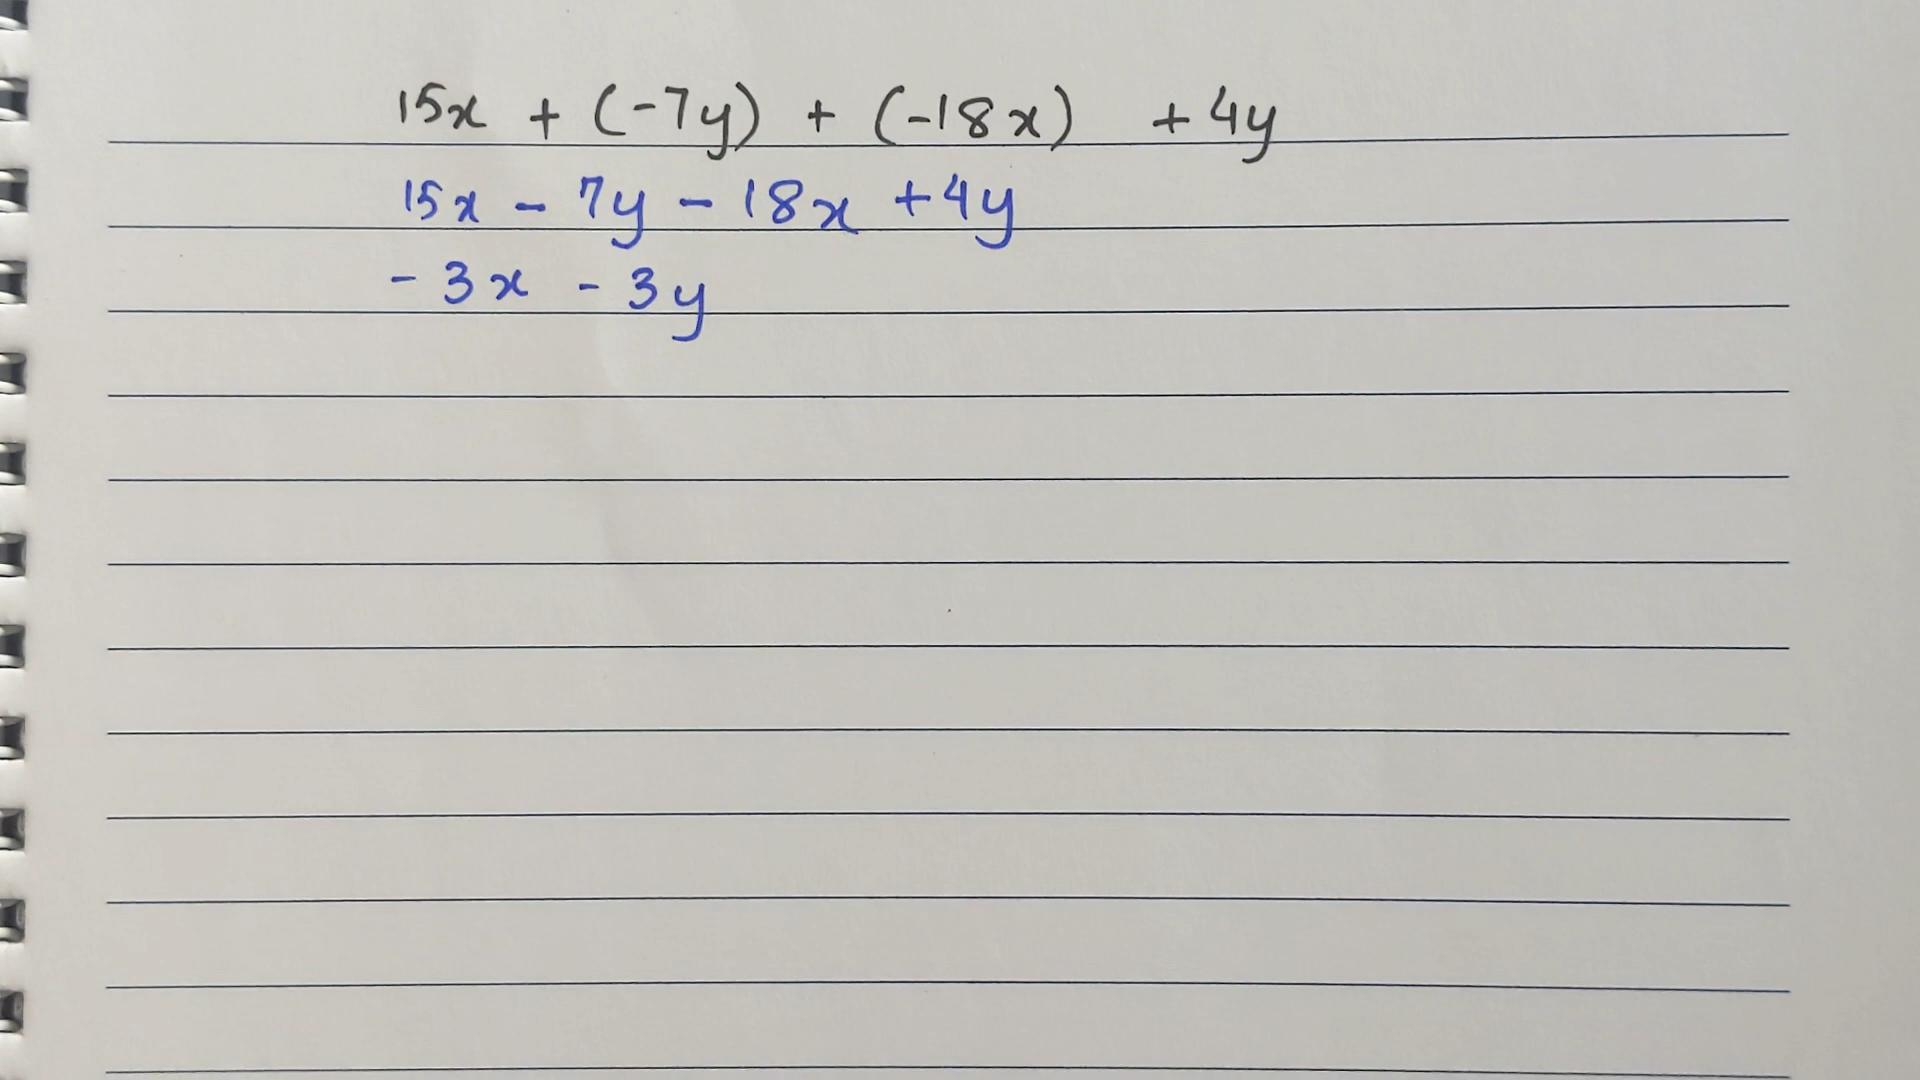 15x + (-7y) + (-18x) + 4y
15x - 7y - 18x + 4y
- 3x - 3y